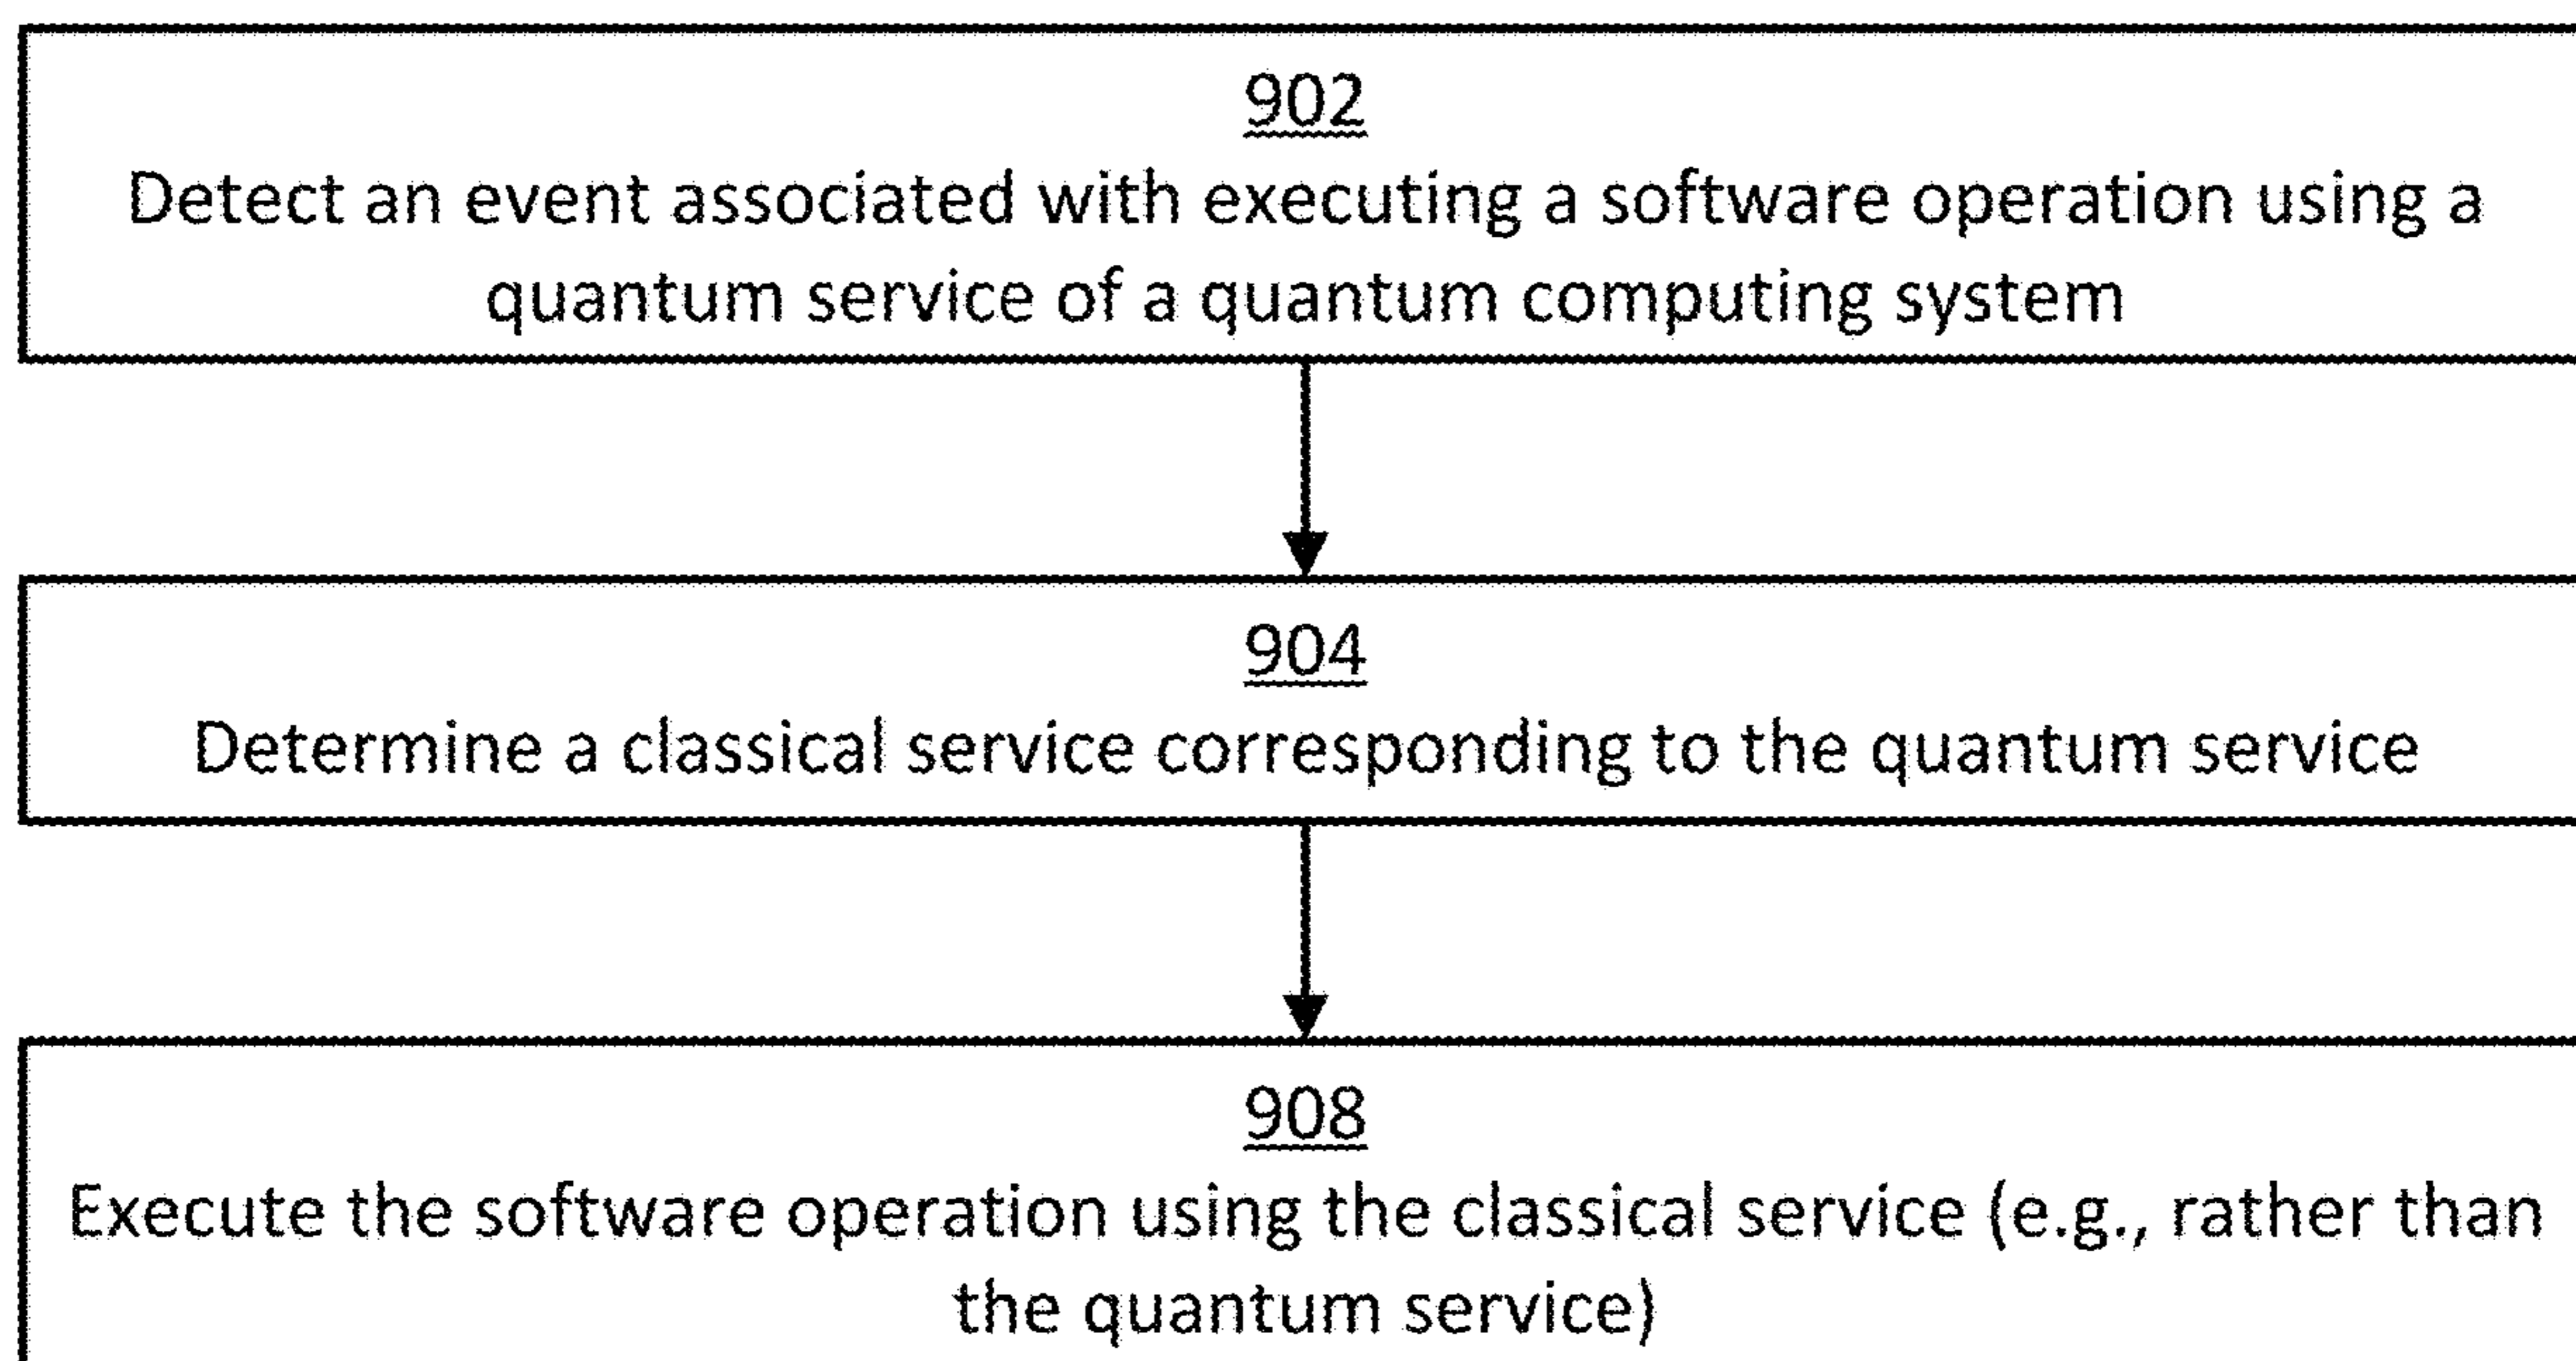 902
Detect an event associated with executing a software operation using a
quantum service of a quantum computing system
904
Determine a classical service corresponding to the quantum service
908
Execute the software operation using the classical service (e.g., rather than
the quantum service)